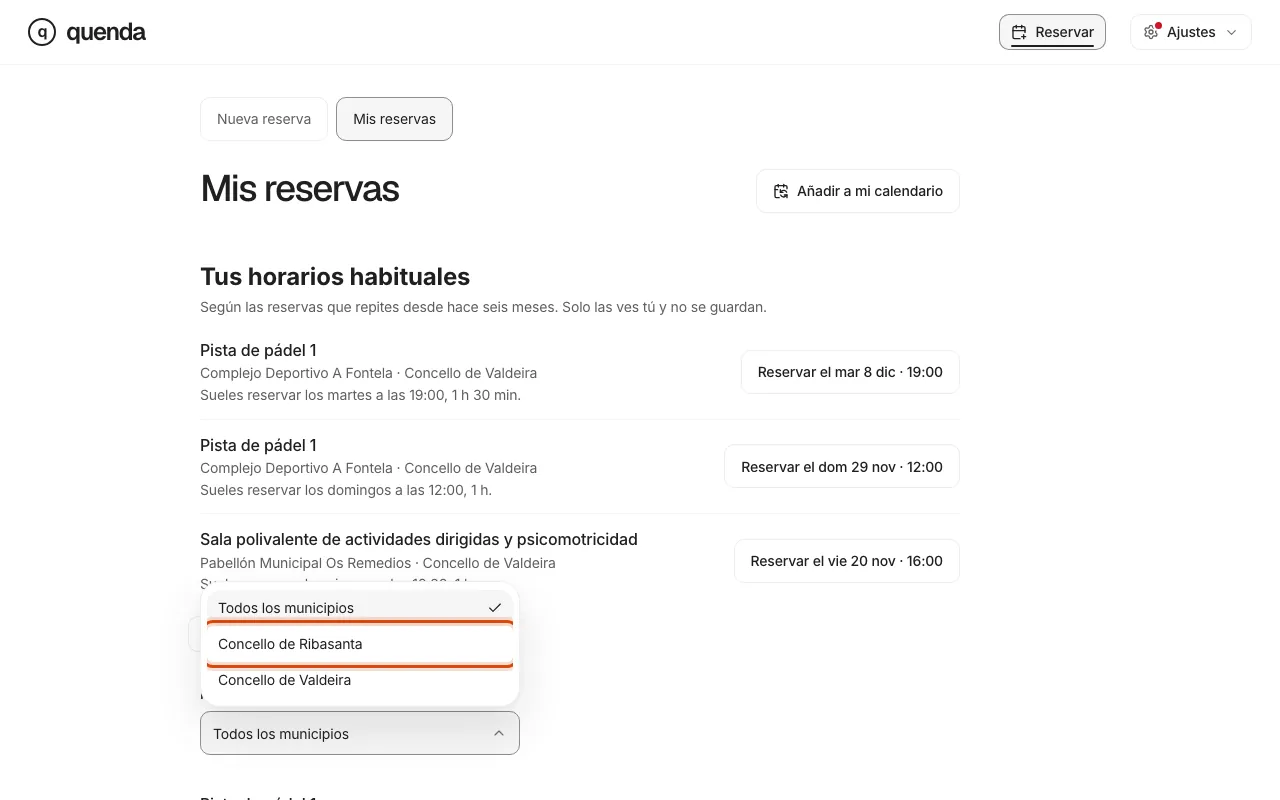 q quenda
Reservar
Ajustes
Nueva reserva
Mis reservas
Mis reservas
Añadir a mi calendario
Tus horarios habituales
Según las reservas que repites desde hace seis meses. Solo las ves tú y no se guardan.
Pista de pádel 1
Complejo Deportivo A Fontela · Concello de Valdeira
Sueles reservar los martes a las 19:00, 1 h 30 min.
Reservar el mar 8 dic · 19:00
Pista de pádel 1
Complejo Deportivo A Fontela · Concello de Valdeira
Sueles reservar los domingos a las 12:00, 1 h.
Reservar el dom 29 nov · 12:00
Sala polivalente de actividades dirigidas y psicomotricidad
Pabellón Municipal Os Remedios · Concello de Valdeira
Reservar el vie 20 nov · 16:00
Todos los municipios
Concello de Ribasanta
Concello de Valdeira
Todos los municipios